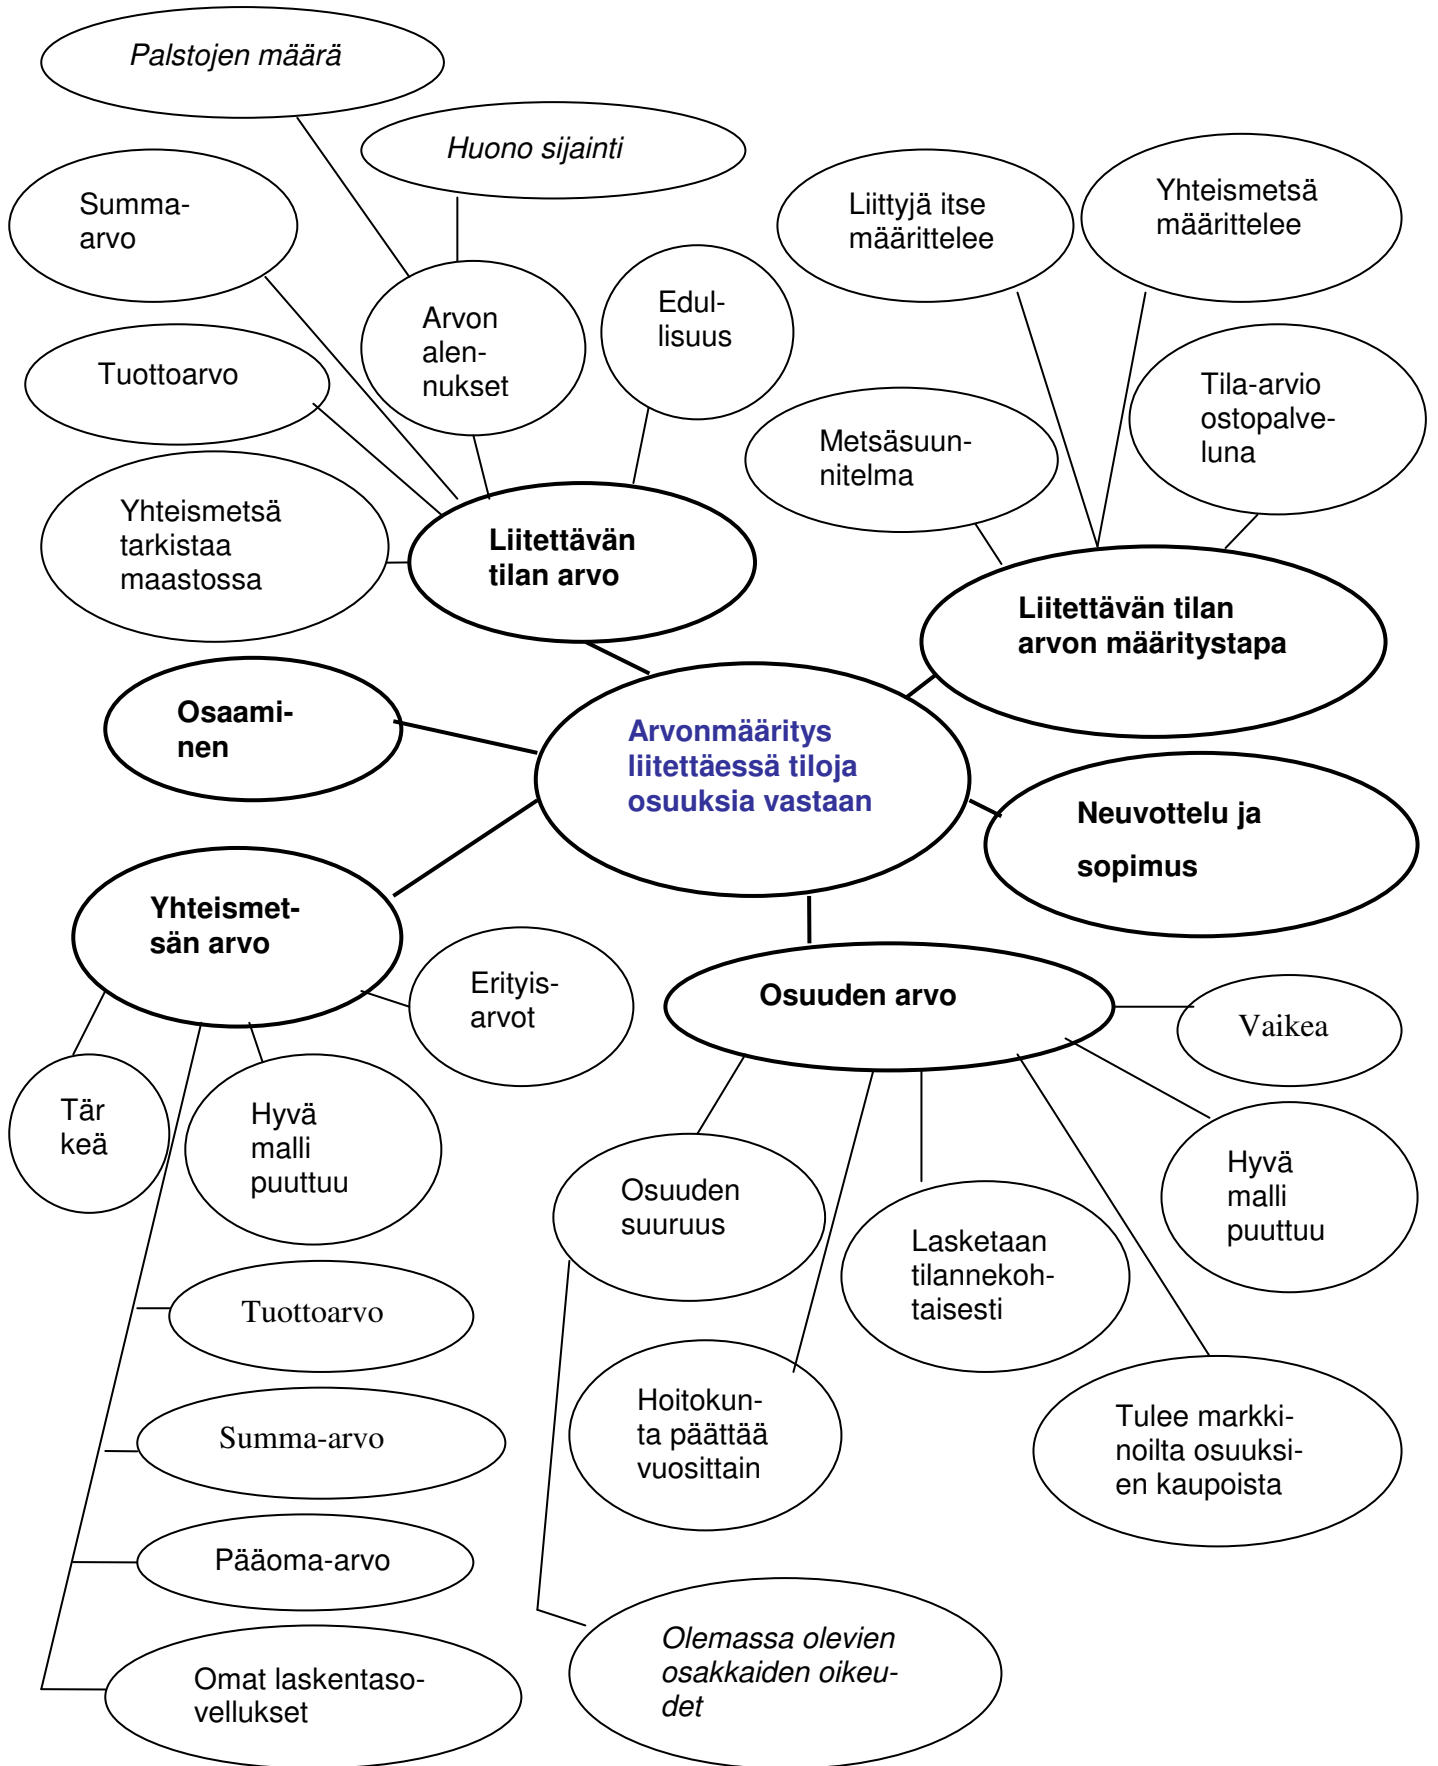 Palstojen määrä
Huono sijainti
Summa-
arvo
Liittyjä itse
määrittelee
Yhteismetsä
määrittelee
Arvon
alen-
nukset
Edul-
lisuus
Tuottoarvo
Tila-arvio
ostopalve-
luna
Metsäsuun-
nitelma
Yhteismetsä
tarkistaa
maastossa
Liitettävän
tilan arvo
Liitettävän tilan
arvon määritystapa
Osaami-
nen
Arvonmääritys
liitettäessä tiloja
osuuksia vastaan
Neuvottelu ja
sopimus
Yhteismet-
sän arvo
Erityis-
arvot
Osuuden arvo
Vaikea
Tär
keä
Hyvä
malli
puuttuu
Osuuden
suuruus
Lasketaan
tilannekoh-
taisesti
Hyvä
malli
puuttuu
Tuottoarvo
Summa-arvo
Hoitokun-
ta päättää
vuosittain
Tulee markki-
noilta osuuksi-
en kaupoista
Pääoma-arvo
Omat laskentaso-
vellukset
Olemassa olevien
osakkaiden oikeu-
det